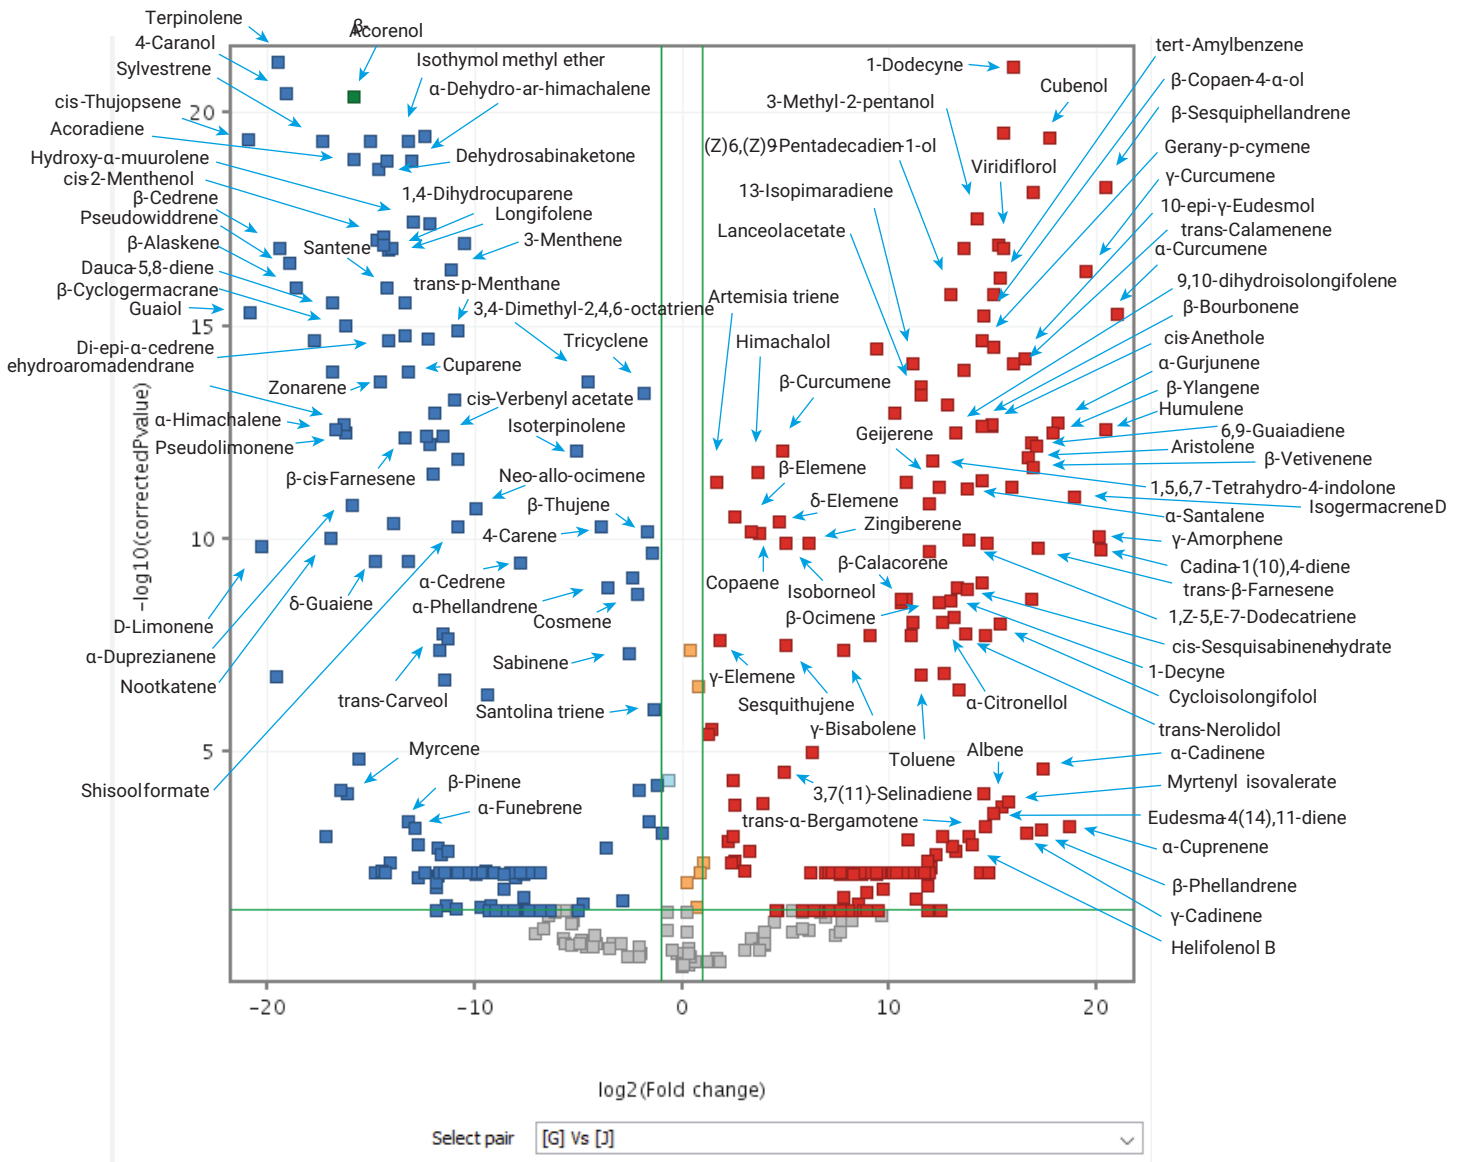 Terpinolene
4-Caranol
Sylvestrene
cis-Thujopsene
Acoradiene
Hydroxy-α-muurolene
cis-2-Menthenol
β-Cedrene
Pseudowiddrene
β-Alaskene
Dauca-5,8-diene
β-Cyclogermacrane
Guaiol
Di-epi-α-cedrene
ehydroaromadendrane
α-Himachalene
Pseudolimonene
D-Limonene
α-Duprezianene
Nootkatene
Shisool formate
β-
Acorenol
Isothymol methyl ether
α-Dehydro-ar-himachalene
Dehydrosabinaketone
1,4-Dihydrocuparene
Longifolene
3-Menthene
Santene
trans-p-Menthane
3,4-Dimethyl-2,4,6-octatriene
Tricyclene
Cuparene
Zonarene
cis-Verbenyl acetate
Isoterpinolene
β-cis-Farnesene
Neo-allo-ocimene
β-Thujene
4-Carene
α-Cedrene
δ-Guaiene
α-Phellandrene
Cosmene
Sabinene
trans-Carveol
Santolina triene
Myrcene
β-Pinene
α-Funebrene
1-Dodecyne
Cubenol
3-Methyl-2-pentanol
(Z)6,(Z)9 Pentadecadien-1-ol
Viridiflorol
13-Isopimaradiene
Lanceol acetate
Artemisia triene
Himachalol
β-Curcumene
Geijerene
β-Elemene
δ-Elemene
Zingiberene
Copaene
Isoborneol
β-Calacorene
β-Ocimene
γ-Elemene
Sesquithujene
γ-Bisabolene
Toluene
α-Citronellol
Albene
3,7(11)-Selinadiene
trans-α-Bergamotene
tert-Amylbenzene
β-Copaen-4-α-ol
β-Sesquiphellandrene
Gerany-p-cymene
γ-Curcumene
10-epi-γ-Eudesmol
trans-Calamenene
α-Curcumene
9,10-dihydroisolongifolene
β-Bourbonene
cis-Anethole
α-Gurjunene
β-Ylangene
Humulene
6,9-Guaiadiene
Aristolene
β-Vetivenene
1,5,6,7-Tetrahydro-4-indolone
Isogermacrene D
α-Santalene
γ-Amorphene
Cadina-1(10),4-diene
trans-β-Farnesene
1,Z-5,E-7-Dodecatriene
cis-Sesquisabinene hydrate
1-Decyne
Cycloisolongifolol
trans-Nerolidol
α-Cadinene
Myrtenyl isovalerate
Eudesma-4(14),11-diene
α-Cuprenene
β-Phellandrene
γ-Cadinene
Helifolenol B
20
15
10
5
-log10(correctedPvalue)
-20 -10 0 10 20
log2(Fold change)
Select pair [G] Vs [J]